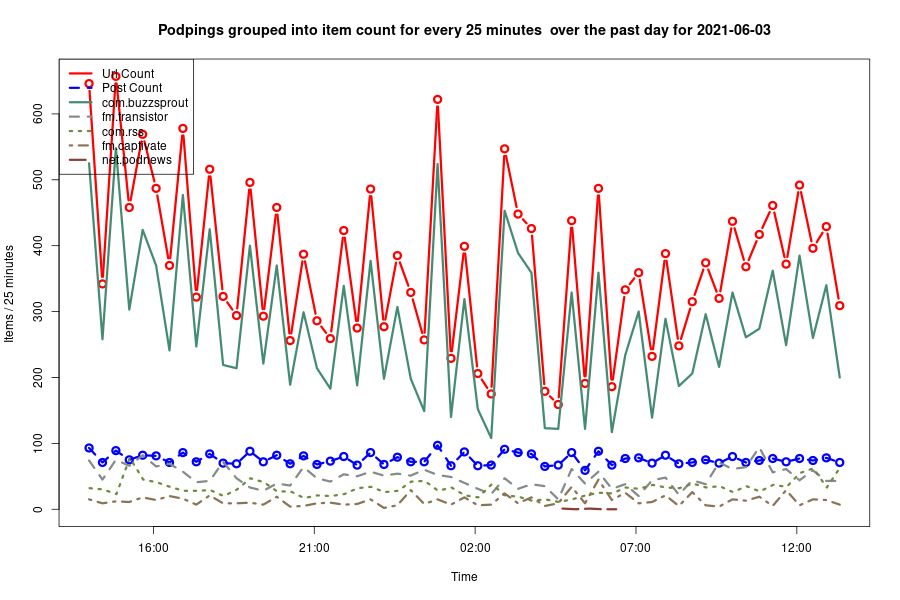 Podpings grouped into item count for every 25 minutes  over the past day for 2021-06-03
Url Count
Post Count
com.buzzsprout
fm.transistor
com.rss
fm.captivate
net.podnews
Items / 25 minutes
600
500
400
300
200
100
0
16:00
21:00
02:00
07:00
12:00
Time